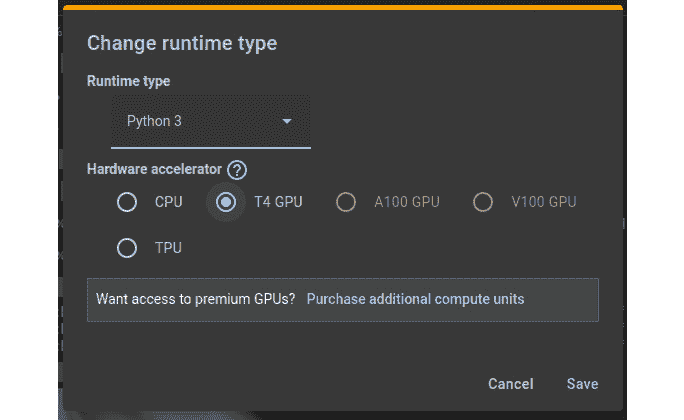 Change runtime type
Runtime type
Python 3
Hardware accelerator ?
CPU T4 GPU A100 GPU V100 GPU
TPU
Want access to premium GPUs? Purchase additional compute units
Cancel Save